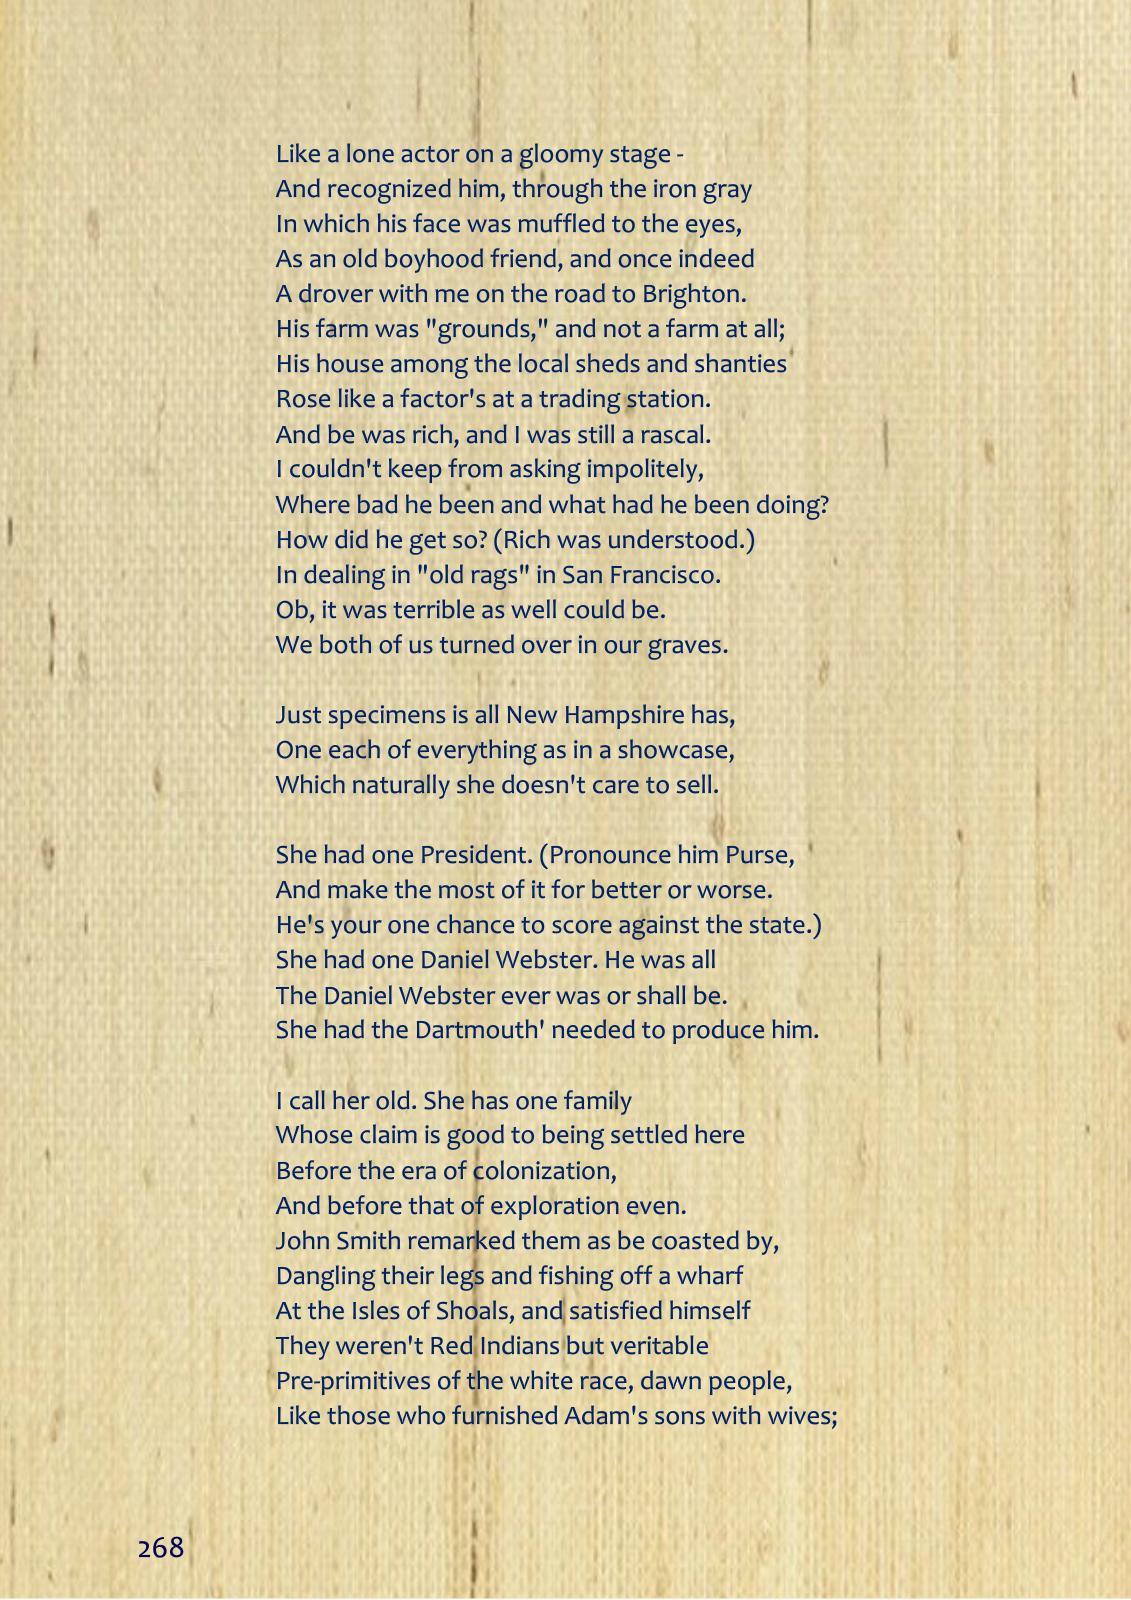 Like a lone actor on a gloomy stage -
And recognized him, through the iron gray
In which his face was muffled to the eyes,
As an old boyhood friend, and once indeed
A drover with me on the road to Brighton.
His farm was "grounds," and not a farm at all;
His house among the local sheds and shanties
Rose like a factor's at a trading station.
And be was rich, and I was still a rascal.
I couldn't keep from asking impolitely,
Where bad he been and what had he been doing?
How did he get so? (Rich was understood.)
In dealing in "old rags" in San Francisco.
Ob, it was terrible as well could be.
We both of us turned over in our graves.

Just specimens is all New Hampshire has,
One each of everything as in a showcase,
Which naturally she doesn't care to sell.

She had one President. (Pronounce him Purse,
And make the most of it for better or worse.
He's your one chance to score against the state.)
She had one Daniel Webster. He was all
The Daniel Webster ever was or shall be.
She had the Dartmouth' needed to produce him.

I call her old. She has one family
Whose claim is good to being settled here
Before the era of colonization,
And before that of exploration even.
John Smith remarked them as be coasted by,
Dangling their legs and fishing off a wharf
At the Isles of Shoals, and satisfied himself
They weren't Red Indians but veritable
Pre-primitives of the white race, dawn people,
Like those who furnished Adam's sons with wives;

268